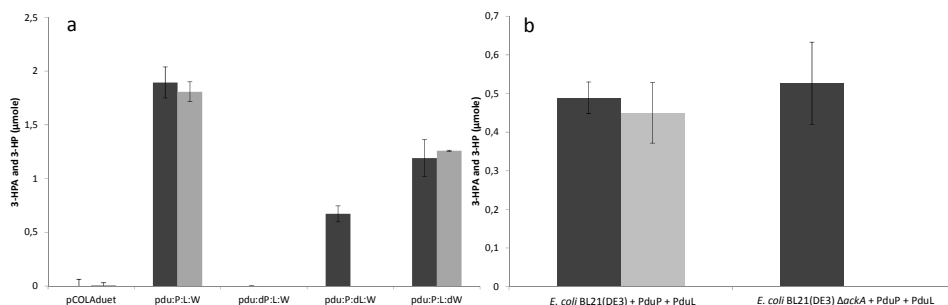 a
3-HPA and 3-HP (µmole)
2,5
2
1,5
1
0,5
0
pCOLAduet
pdu:P:L:W
pdu:dP:L:W
pdu:P:dL:W
pdu:P:L:dW
b
3-HPA and 3-HP (µmole)
0,7
0,6
0,5
0,4
0,3
0,2
0,1
0
E. coli BL21(DE3) + PduP + PduL
E. coli BL21(DE3) ΔackA + PduP + PduL